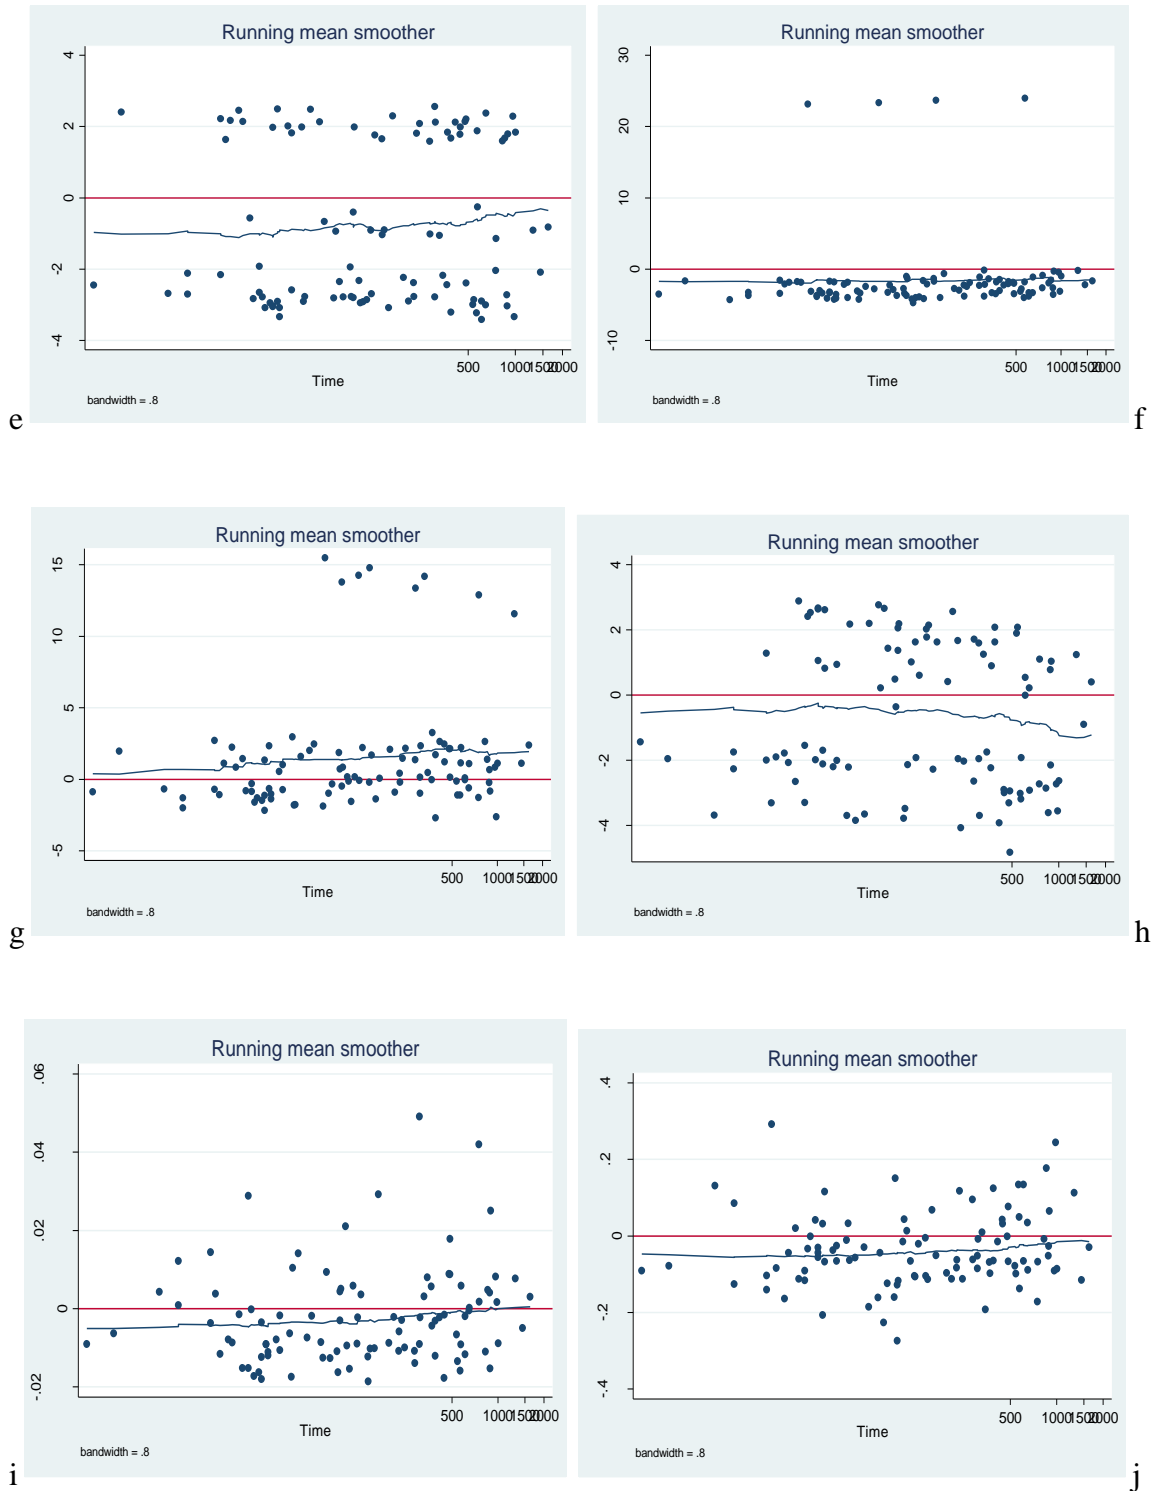 Running mean smoother
4
2
0
-2
-4
500 1000 1500 2000
Time
bandwidth = .8
e
Running mean smoother
30
20
10
0
-10
500 1000 1500 2000
Time
bandwidth = .8
f
Running mean smoother
15
10
5
0
-5
500 1000 1500 2000
Time
bandwidth = .8
g
Running mean smoother
4
2
0
-2
-4
500 1000 1500 2000
Time
bandwidth = .8
h
Running mean smoother
.06
.04
.02
0
-.02
500 1000 1500 2000
Time
bandwidth = .8
i
Running mean smoother
.4
.2
0
-.2
-.4
500 1000 1500 2000
Time
bandwidth = .8
j